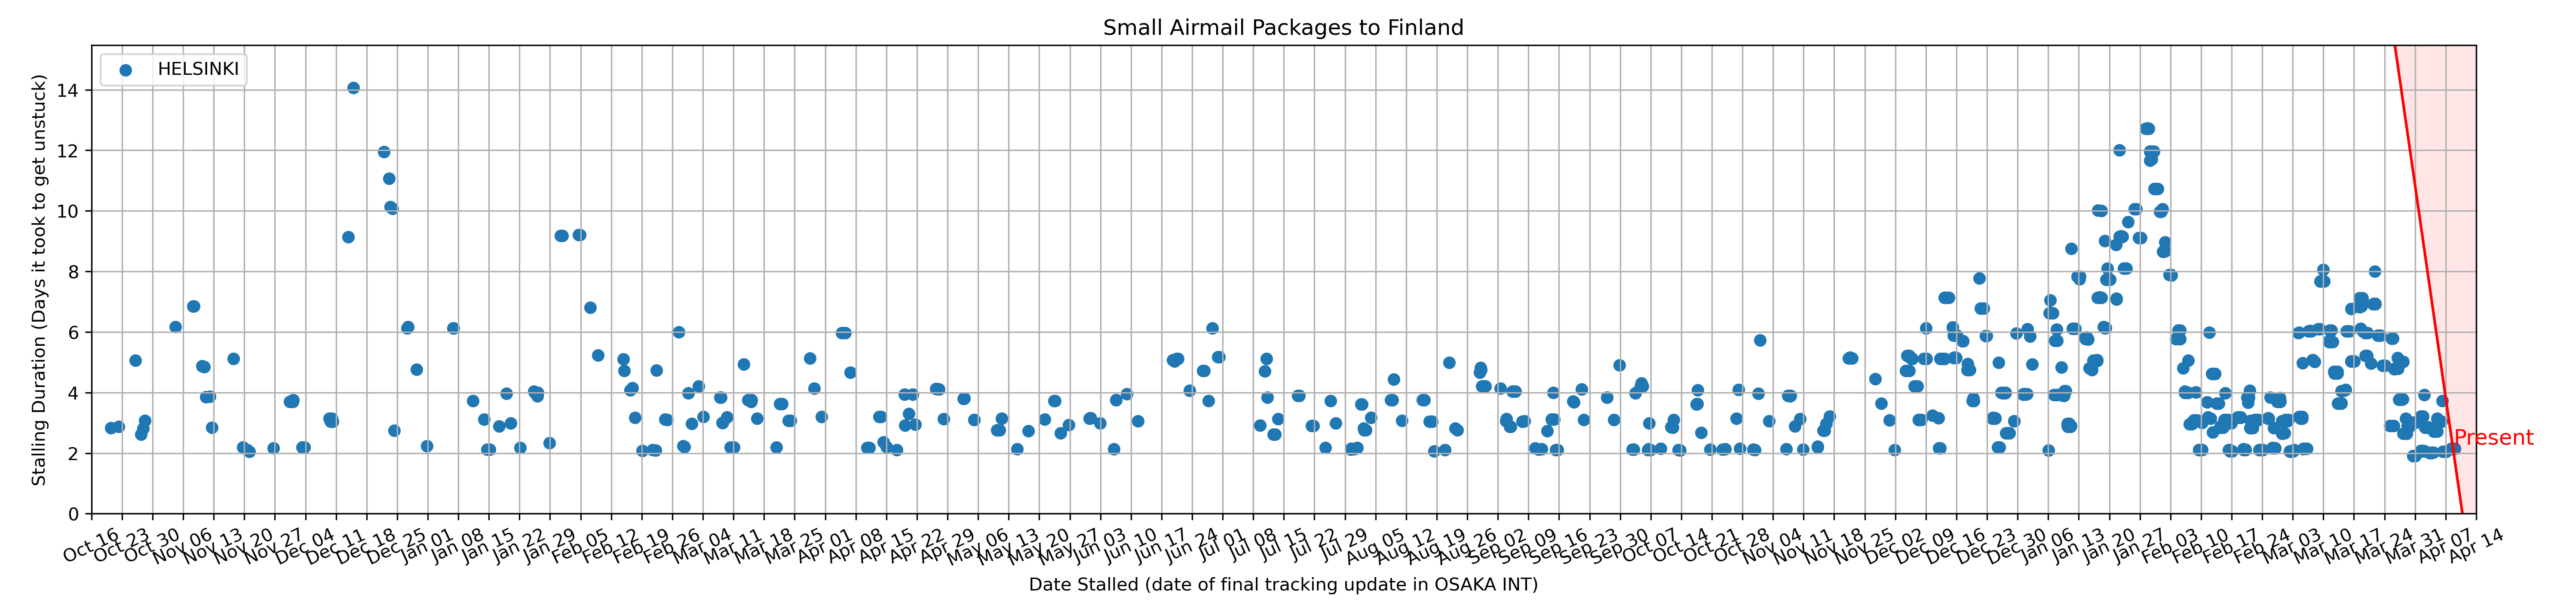 Small Airmail Packages to Finland
HELSINKI
Stalling Duration (Days it took to get unstuck)
14
12
10
8
6
4
2
0
Present
Oct 16 Oct 23 Oct 30 Nov 06 Nov 13 Nov 20 Nov 27 Dec 04 Dec 11 Dec 18 Dec 25 Jan 01 Jan 08 Jan 15 Jan 22 Jan 29 Feb 05 Feb 12 Feb 19 Feb 26 Mar 04 Mar 11 Mar 18 Mar 25 Apr 01 Apr 08 Apr 15 Apr 22 Apr 29 May 06 May 13 May 20 May 27 Jun 03 Jun 10 Jun 17 Jun 24 Jul 01 Jul 08 Jul 15 Jul 22 Jul 29 Aug 05 Aug 12 Aug 19 Aug 26 Sep 02 Sep 09 Sep 16 Sep 23 Sep 30 Oct 07 Oct 14 Oct 21 Oct 28 Nov 04 Nov 11 Nov 18 Nov 25 Dec 02 Dec 09 Dec 16 Dec 23 Dec 30 Jan 06 Jan 13 Jan 20 Jan 27 Feb 03 Feb 10 Feb 17 Feb 24 Mar 03 Mar 10 Mar 17 Mar 24 Mar 31 Apr 07 Apr 14
Date Stalled (date of final tracking update in OSAKA INT)